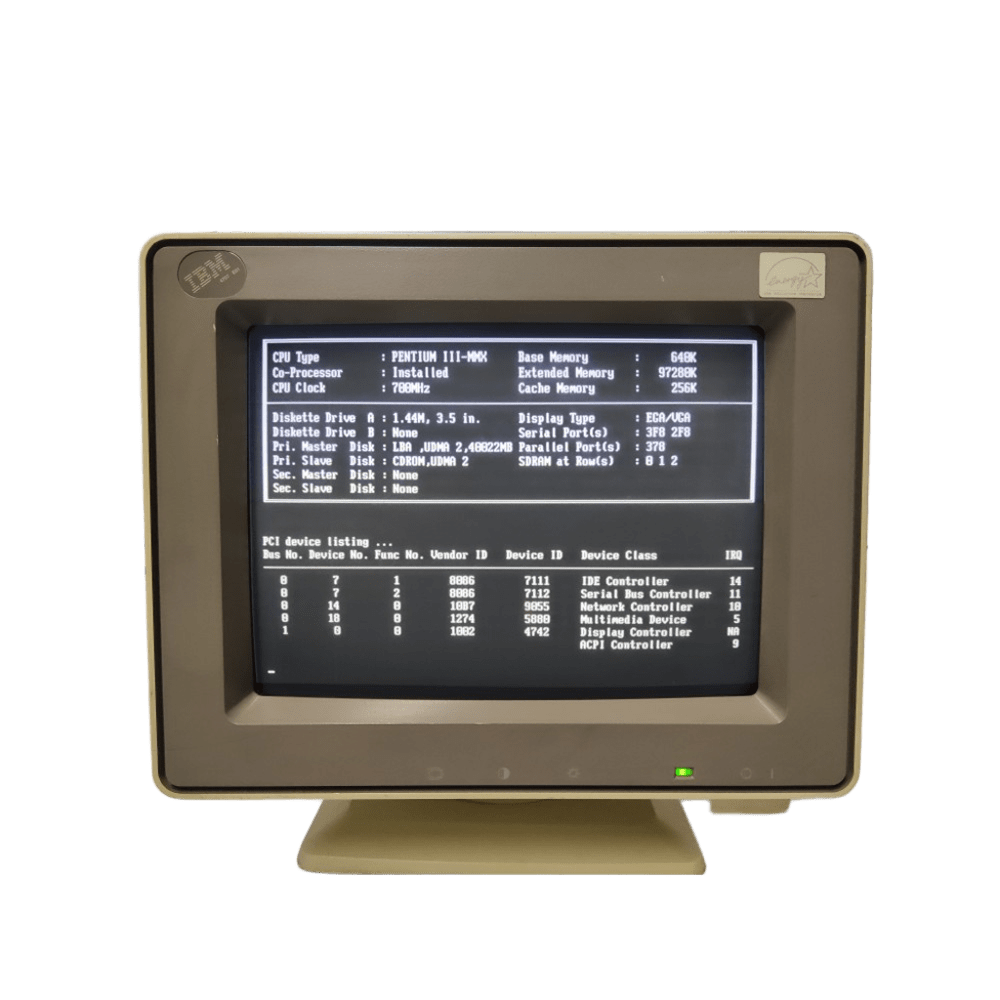 IBM
energy
CPU Type : PENTIUM III-MMX Base Memory : 640K
Co-Processor : Installed Extended Memory : 97280K
CPU Clock : 700MHz Cache Memory : 256K
Diskette Drive A : 1.44M, 3.5 in. Display Type : EGA/VGA
Diskette Drive B : None Serial Port(s) : 3F8 2F8
Pri. Master Disk : LBA ,UDMA 2,40022MB Parallel Port(s) : 378
Pri. Slave Disk : CDROM,UDMA 2 SDRAM at Row(s) : 0 1 2
Sec. Master Disk : None
Sec. Slave Disk : None
PCI device listing ...
Bus No. Device No. Func No. Vendor ID Device ID Device Class IRQ
0 7 1 8086 7111 IDE Controller 14
0 7 2 8086 7112 Serial Bus Controller 11
0 14 0 10B7 9055 Network Controller 10
0 18 0 1274 5880 Multimedia Device 5
1 0 0 1002 4742 Display Controller NA
ACPI Controller 9